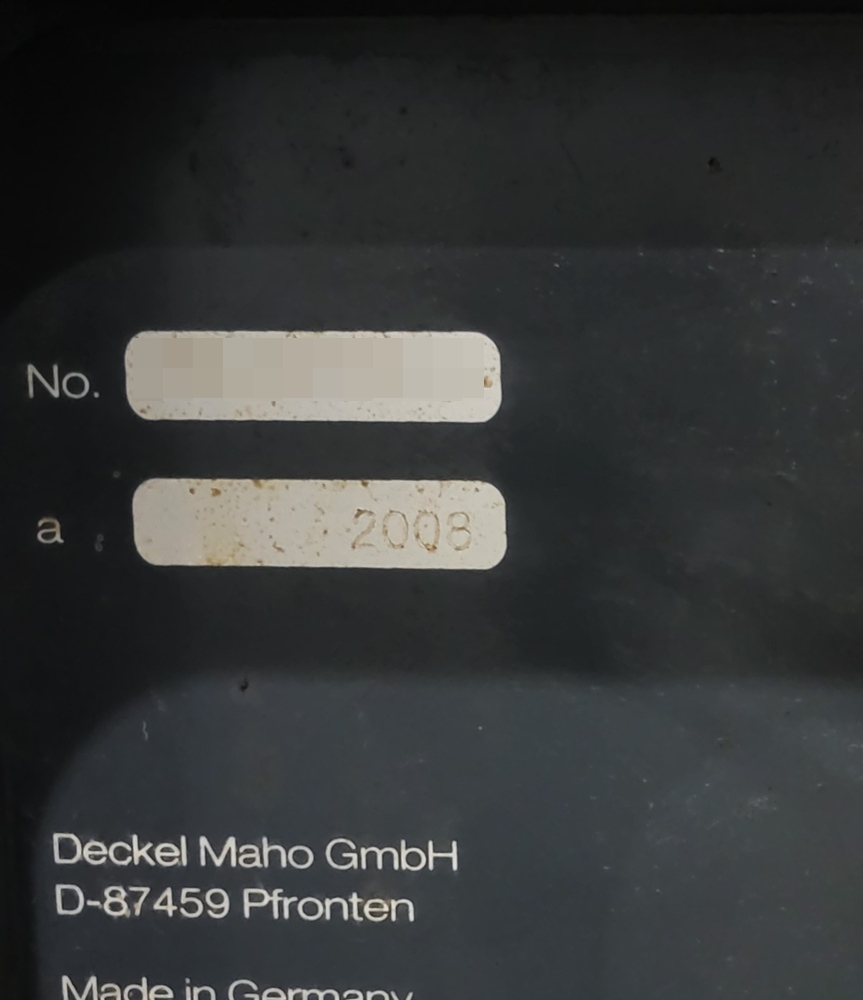 No.
a 2008
Deckel Maho GmbH
D-87459 Pfronten
Made in Germany